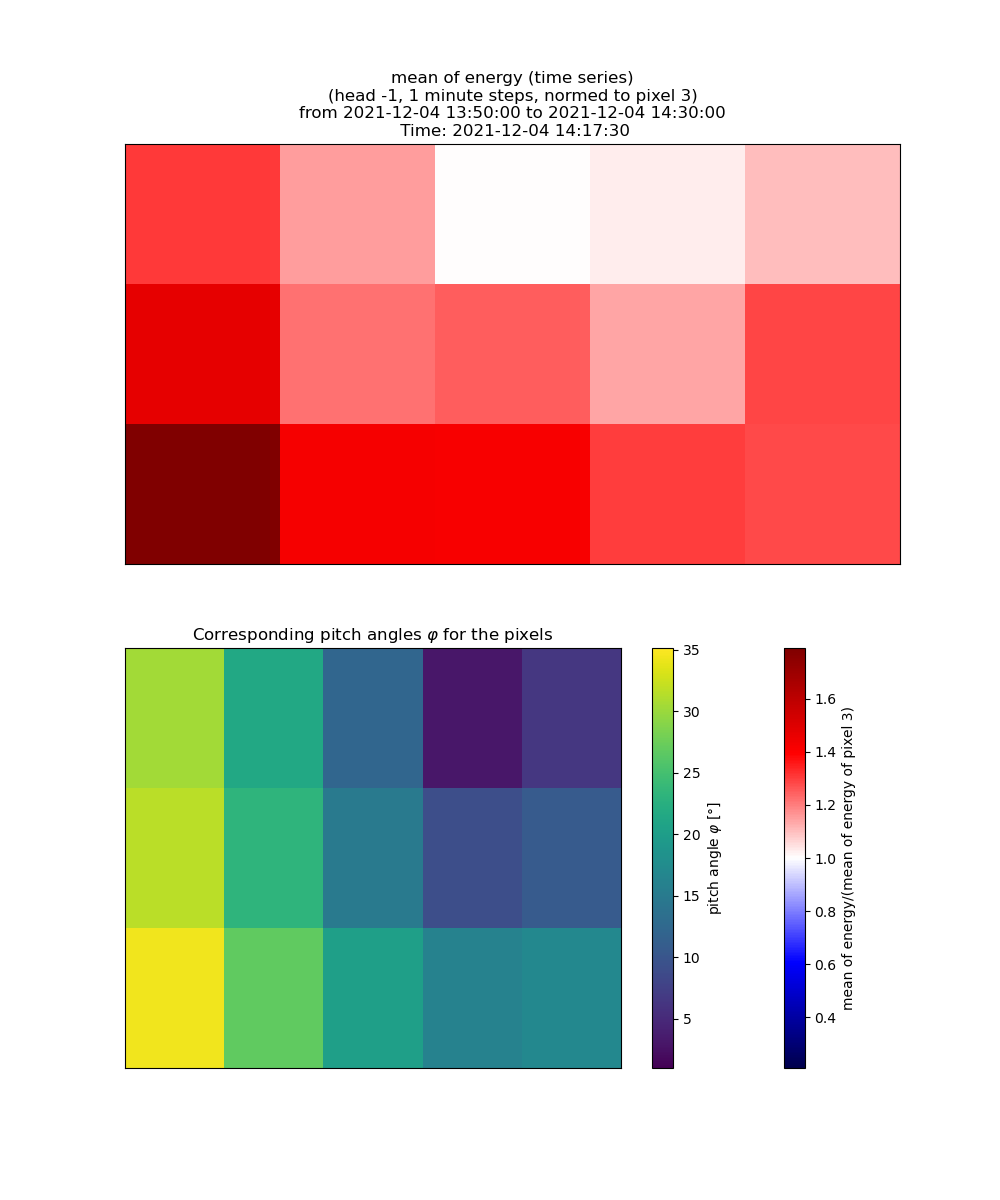 mean of energy (time series)
(head -1, 1 minute steps, normed to pixel 3)
from 2021-12-04 13:50:00 to 2021-12-04 14:30:00
Time: 2021-12-04 14:17:30
Corresponding pitch angles φ for the pixels
35
30
25
20
15
10
5
pitch angle φ [°]
1.6
1.4
1.2
1.0
0.8
0.6
0.4
mean of energy/(mean of energy of pixel 3)